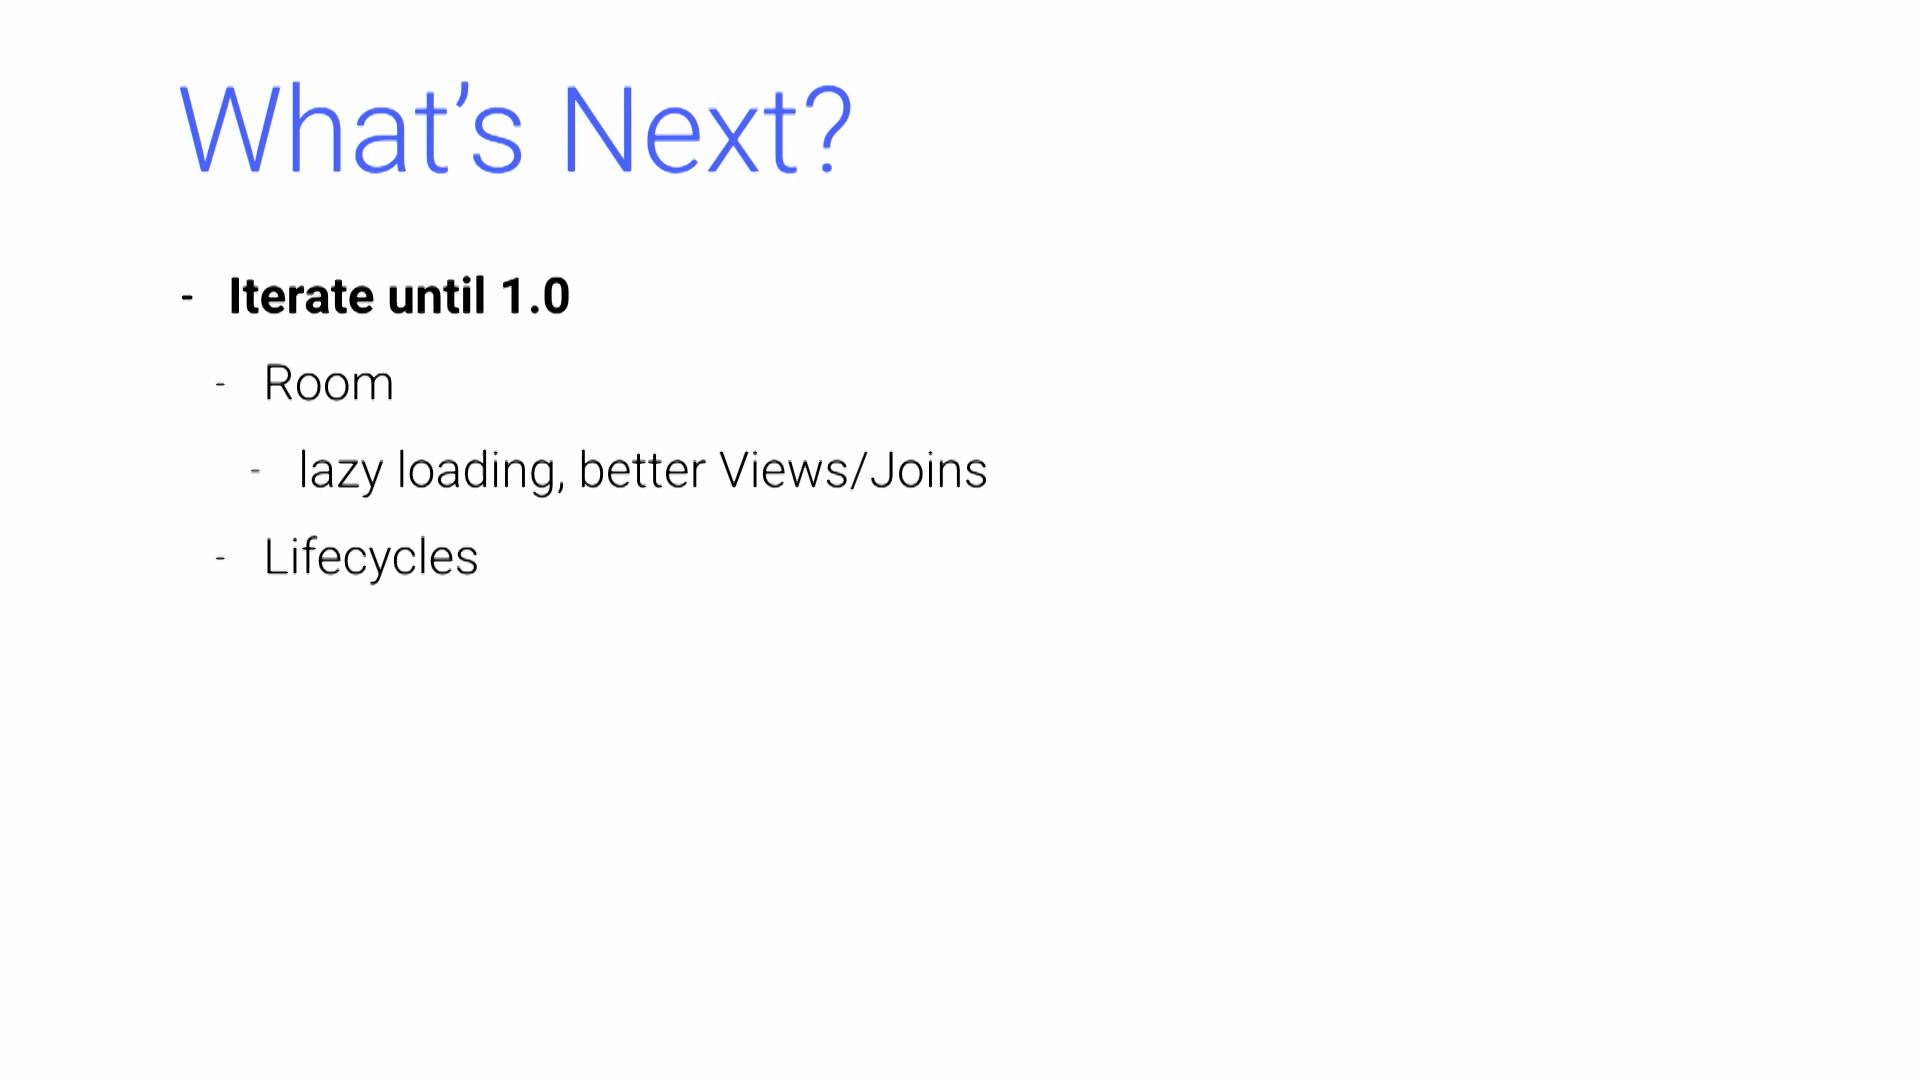 What’s Next?
- Iterate until 1.0
- Room
- lazy loading, better Views/Joins
- Lifecycles